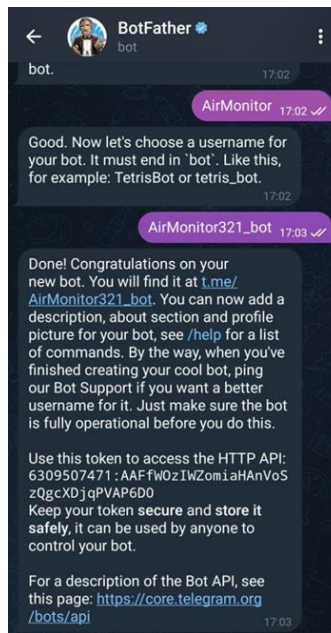 BotFather
bot
bot.
17:02
AirMonitor 17:02
Good. Now let's choose a username for
your bot. It must end in `bot`. Like this,
for example: TetrisBot or tetris_bot.
17:02
AirMonitor321_bot 17:03
Done! Congratulations on your
new bot. You will find it at t.me/
AirMonitor321_bot. You can now add a
description, about section and profile
picture for your bot, see /help for a list
of commands. By the way, when you've
finished creating your cool bot, ping
our Bot Support if you want a better
username for it. Just make sure the bot
is fully operational before you do this.
Use this token to access the HTTP API:
6309507471:AAFfWOzIWZomiaHAnVoS
zQgcXDjqPVAP6DO
Keep your token secure and store it
safely, it can be used by anyone to
control your bot.
For a description of the Bot API, see
this page: https://core.telegram.org
/bots/api
17:03